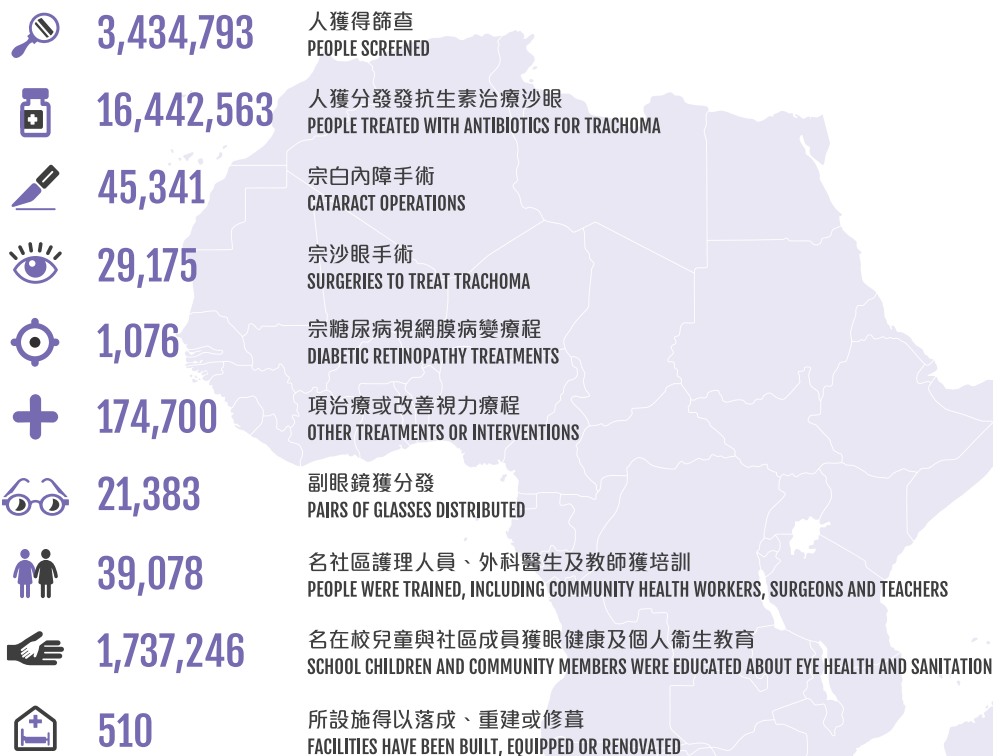 3,434,793
人獲得篩查
PEOPLE SCREENED
16,442,563
人獲分發發抗生素治療沙眼
PEOPLE TREATED WITH ANTIBIOTICS FOR TRACHOMA
45,341
宗白內障手術
CATARACT OPERATIONS
29,175
宗沙眼手術
SURGERIES TO TREAT TRACHOMA
1,076
宗糖尿病視網膜病變療程
DIABETIC RETINOPATHY TREATMENTS
174,700
項治療或改善視力療程
OTHER TREATMENTS OR INTERVENTIONS
21,383
副眼鏡獲分發
PAIRS OF GLASSES DISTRIBUTED
39,078
名社區護理人員、外科醫生及教師獲培訓
PEOPLE WERE TRAINED, INCLUDING COMMUNITY HEALTH WORKERS, SURGEONS AND TEACHERS
1,737,246
名在校兒童與社區成員獲眼健康及個人衞生教育
SCHOOL CHILDREN AND COMMUNITY MEMBERS WERE EDUCATED ABOUT EYE HEALTH AND SANITATION
510
所設施得以落成、重建或修葺
FACILITIES HAVE BEEN BUILT, EQUIPPED OR RENOVATED